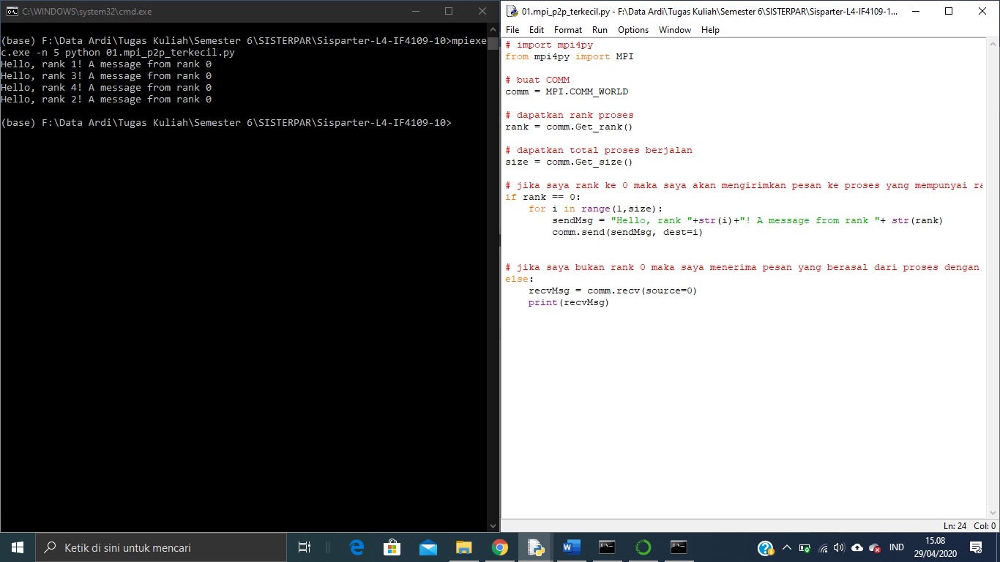 C:\WINDOWS\system32\cmd.exe
(base) F:\Data Ardi\Tugas Kuliah\Semester 6\SISTERPAR\Sisparter-L4-IF4109-10>mpiexe
c.exe -n 5 python 01.mpi_p2p_terkecil.py
Hello, rank 1! A message from rank 0
Hello, rank 3! A message from rank 0
Hello, rank 4! A message from rank 0
Hello, rank 2! A message from rank 0
(base) F:\Data Ardi\Tugas Kuliah\Semester 6\SISTERPAR\Sisparter-L4-IF4109-10>
01.mpi_p2p_terkecil.py - F:\Data Ardi\Tugas Kuliah\Semester 6\SISTERPAR\Sisparter-L4-IF4109-1...
File Edit Format Run Options Window Help
# import mpi4py
from mpi4py import MPI
# buat COMM
comm = MPI.COMM_WORLD
# dapatkan rank proses
rank = comm.Get_rank()
# dapatkan total proses berjalan
size = comm.Get_size()
# jika saya rank ke 0 maka saya akan mengirimkan pesan ke proses yang mempunyai ra
if rank == 0:
    for i in range(1,size):
        sendMsg = "Hello, rank "+str(i)+"! A message from rank "+ str(rank)
        comm.send(sendMsg, dest=i)
# jika saya bukan rank 0 maka saya menerima pesan yang berasal dari proses dengan
else:
    recvMsg = comm.recv(source=0)
    print(recvMsg)
Ln: 24 Col: 0
Ketik di sini untuk mencari
IND
15.08
29/04/2020